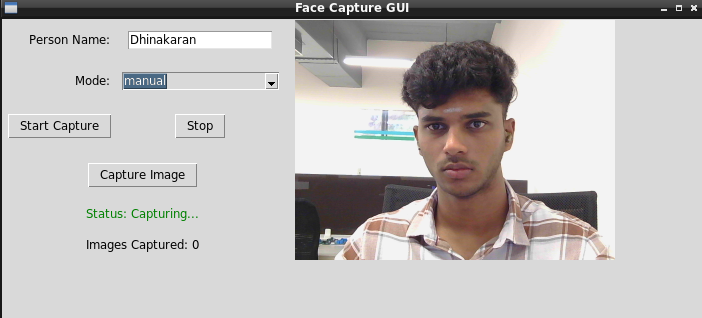 Face Capture GUI
Person Name: Dhinakaran
Mode: manual
Start Capture Stop
Capture Image
Status: Capturing...
Images Captured: 0